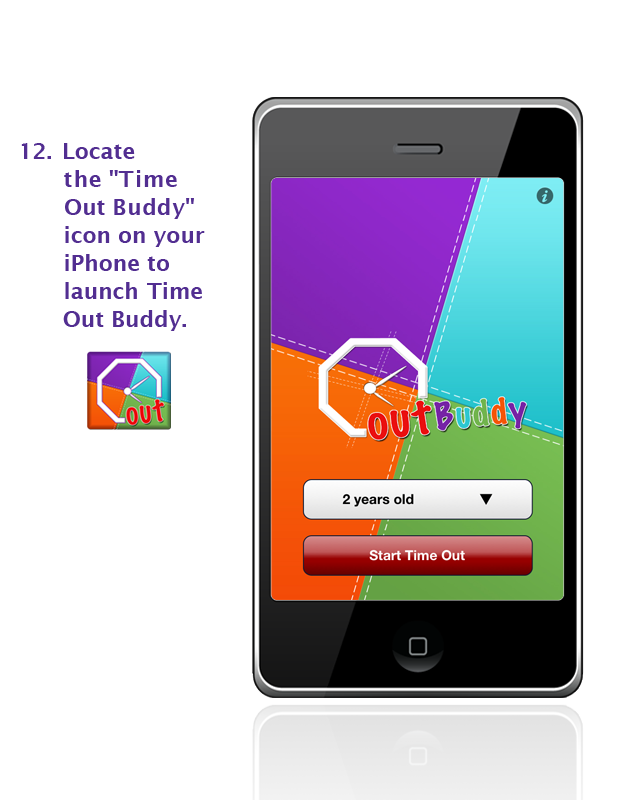 12. Locate
the "Time
Out Buddy"
icon on your
iPhone to
launch Time
Out Buddy.
out
i
outBuddy
2 years old
Start Time Out